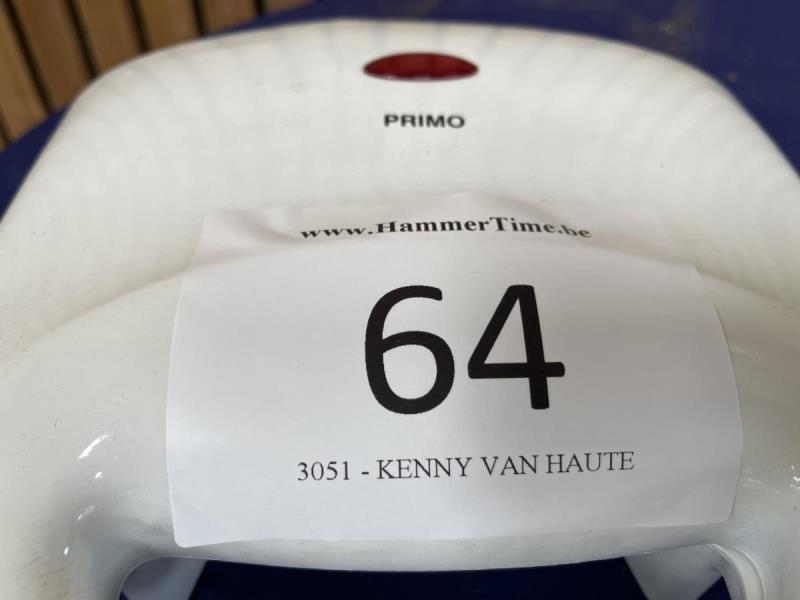 PRIMO
www.HammerTime.be
64
3051 - KENNY VAN HAUTE